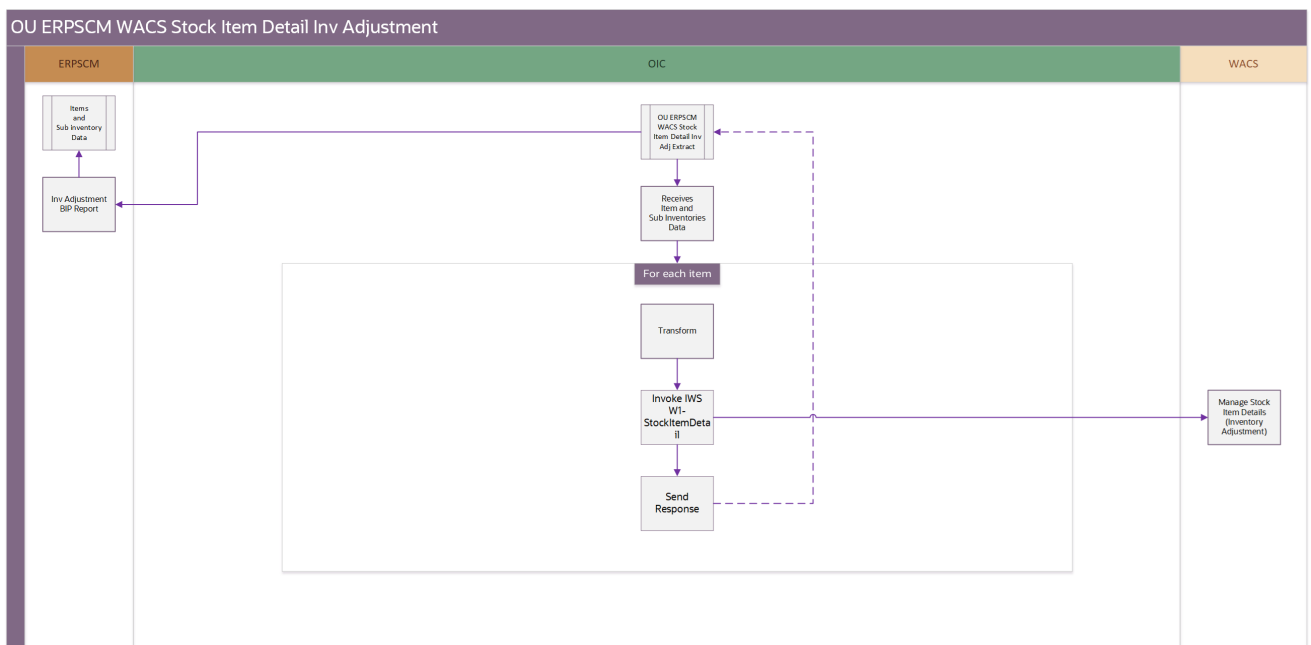 OU ERPSCM WACS Stock Item Detail Inv Adjustment
ERPSCM
OIC
WACS
Items
and
Sub inventory
Data
Inv Adjustment
BIP Report
OU ERPSCM
WACS Stock
Item Detail Inv
Adj Extract
Receives
Item and
Sub Inventories
Data
For each item
Transform
Invoke IWS
W1-
StockItemDeta
il
Send
Response
Manage Stock
Item Details
(Inventory
Adjustment)